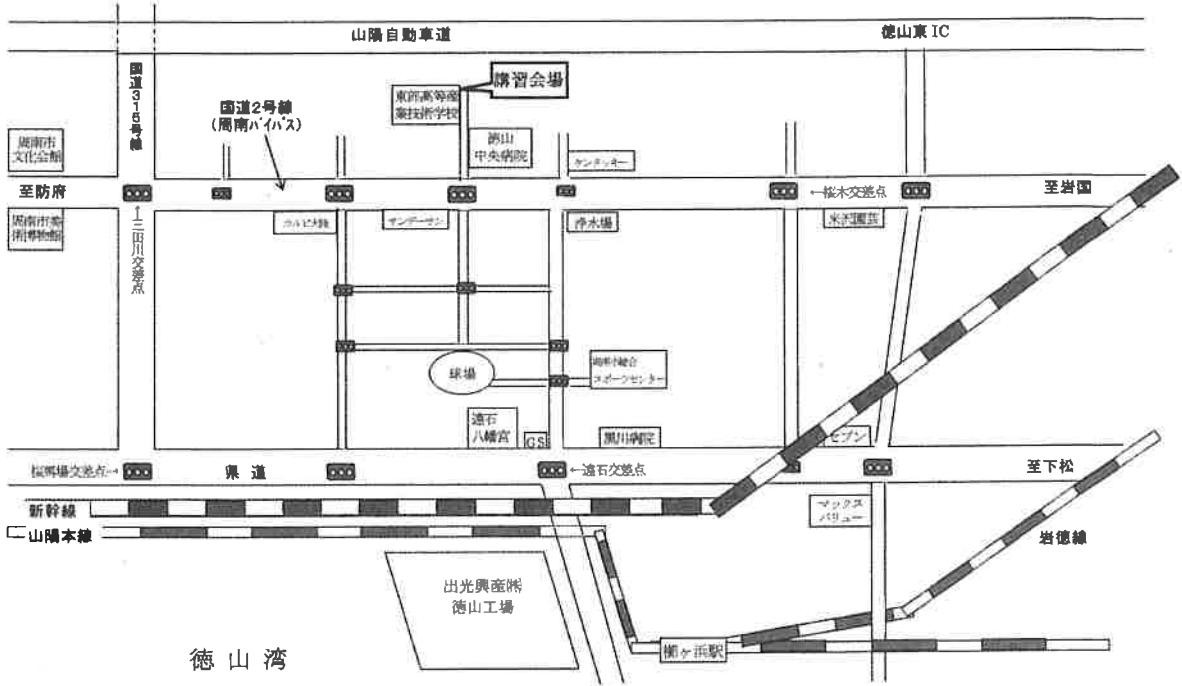 山陽自動車道
徳山東IC
国道315号線
講習会場
東部高等産
業技術学校
国道2号線
(周南バイパス)
周南市
文化会館
徳山
中央病院
ケンタッキー
至防府
←桜木交差点
至岩国
周南市美
術博物館
←三田川交差点
カルビ大陸
サンデーサン
浄水場
米沢園芸
球場
周南市総合
スポーツセンター
遠石
八幡宮
GS
黒川病院
セブン
桜馬場交差点→
県道
←遠石交差点
至下松
新幹線
マックス
バリュー
山陽本線
岩徳線
出光興産㈱
徳山工場
櫛ヶ浜駅
徳山湾